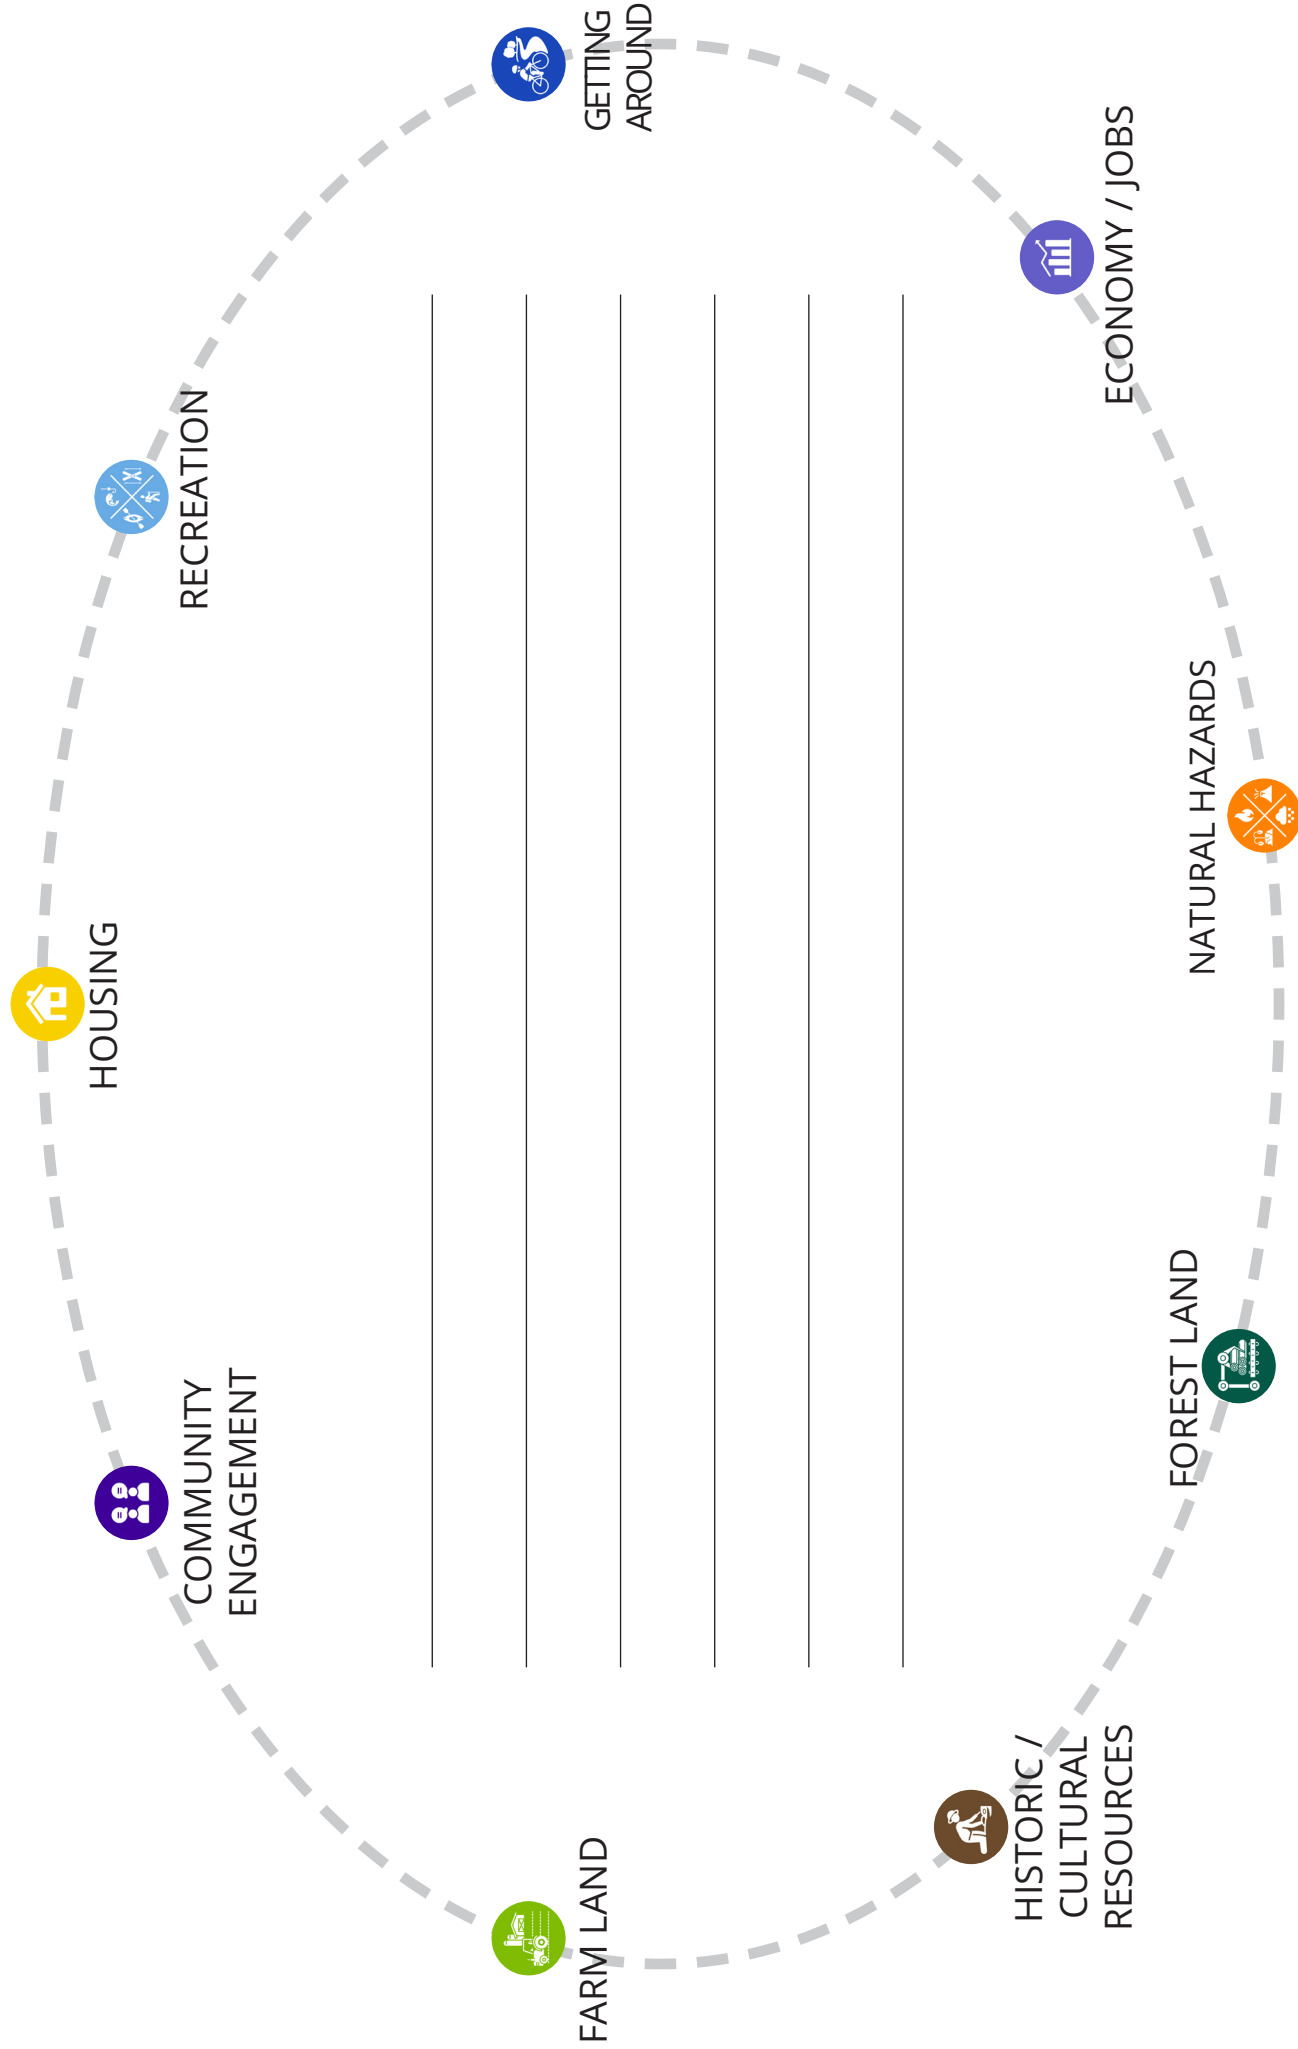 HOUSING
COMMUNITY
ENGAGEMENT
RECREATION
FARM LAND
GETTING
AROUND
HISTORIC /
CULTURAL
RESOURCES
ECONOMY / JOBS
FOREST LAND
NATURAL HAZARDS